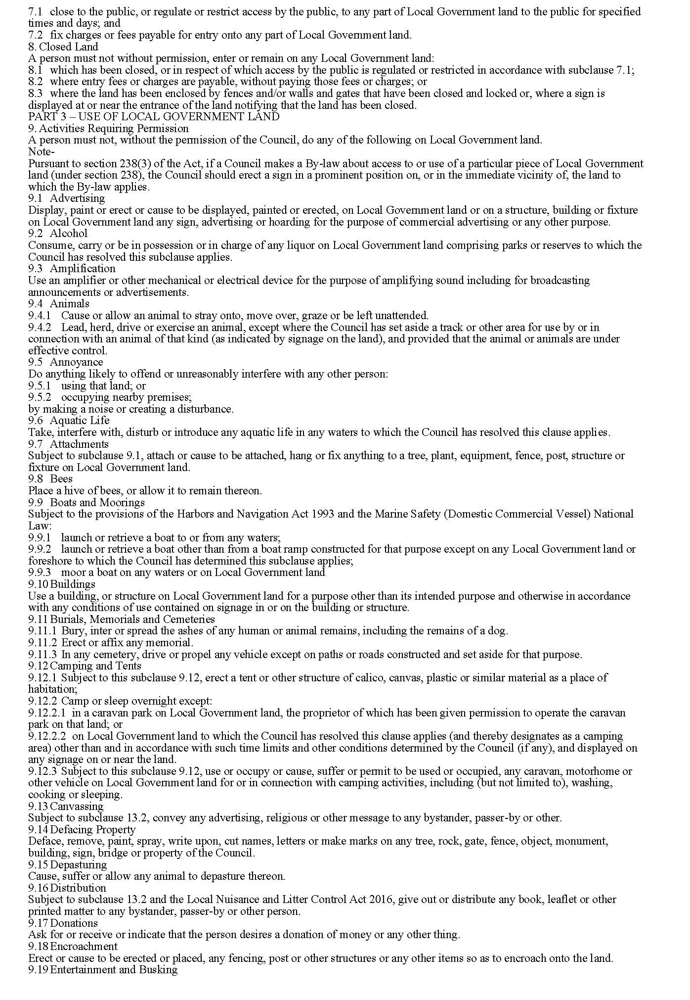 7.1 close to the public, or regulate or restrict access by the public, to any part of Local Government land to the public for specified
times and days; and
7.2 fix charges or fees payable for entry onto any part of Local Government land.
8. Closed Land
A person must not without permission, enter or remain on any Local Government land:
8.1 which has been closed, or in respect of which access by the public is regulated or restricted in accordance with subclause 7.1;
8.2 where entry fees or charges are payable, without paying those fees or charges; or
8.3 where the land has been enclosed by fences and/or walls and gates that have been closed and locked or, where a sign is
displayed at or near the entrance of the land notifying that the land has been closed.
PART 3 – USE OF LOCAL GOVERNMENT LAND
9. Activities Requiring Permission
A person must not, without the permission of the Council, do any of the following on Local Government land.
Note-
Pursuant to section 238(3) of the Act, if a Council makes a By-law about access to or use of a particular piece of Local Government
land (under section 238), the Council should erect a sign in a prominent position on, or in the immediate vicinity of, the land to
which the By-law applies.
9.1 Advertising
Display, paint or erect or cause to be displayed, painted or erected, on Local Government land or on a structure, building or fixture
on Local Government land any sign, advertising or hoarding for the purpose of commercial advertising or any other purpose.
9.2 Alcohol
Consume, carry or be in possession or in charge of any liquor on Local Government land comprising parks or reserves to which the
Council has resolved this subclause applies.
9.3 Amplification
Use an amplifier or other mechanical or electrical device for the purpose of amplifying sound including for broadcasting
announcements or advertisements.
9.4 Animals
9.4.1 Cause or allow an animal to stray onto, move over, graze or be left unattended.
9.4.2 Lead, herd, drive or exercise an animal, except where the Council has set aside a track or other area for use by or in
connection with an animal of that kind (as indicated by signage on the land), and provided that the animal or animals are under
effective control.
9.5 Annoyance
Do anything likely to offend or unreasonably interfere with any other person:
9.5.1 using that land; or
9.5.2 occupying nearby premises;
by making a noise or creating a disturbance.
9.6 Aquatic Life
Take, interfere with, disturb or introduce any aquatic life in any waters to which the Council has resolved this clause applies.
9.7 Attachments
Subject to subclause 9.1, attach or cause to be attached, hang or fix anything to a tree, plant, equipment, fence, post, structure or
fixture on Local Government land.
9.8 Bees
Place a hive of bees, or allow it to remain thereon.
9.9 Boats and Moorings
Subject to the provisions of the Harbors and Navigation Act 1993 and the Marine Safety (Domestic Commercial Vessel) National
Law:
9.9.1 launch or retrieve a boat to or from any waters;
9.9.2 launch or retrieve a boat other than from a boat ramp constructed for that purpose except on any Local Government land or
foreshore to which the Council has determined this subclause applies;
9.9.3 moor a boat on any waters or on Local Government land
9.10 Buildings
Use a building, or structure on Local Government land for a purpose other than its intended purpose and otherwise in accordance
with any conditions of use contained on signage in or on the building or structure.
9.11 Burials, Memorials and Cemeteries
9.11.1 Bury, inter or spread the ashes of any human or animal remains, including the remains of a dog.
9.11.2 Erect or affix any memorial.
9.11.3 In any cemetery, drive or propel any vehicle except on paths or roads constructed and set aside for that purpose.
9.12 Camping and Tents
9.12.1 Subject to this subclause 9.12, erect a tent or other structure of calico, canvas, plastic or similar material as a place of
habitation;
9.12.2 Camp or sleep overnight except:
9.12.2.1 in a caravan park on Local Government land, the proprietor of which has been given permission to operate the caravan
park on that land; or
9.12.2.2 on Local Government land to which the Council has resolved this clause applies (and thereby designates as a camping
area) other than and in accordance with such time limits and other conditions determined by the Council (if any), and displayed on
any signage on or near the land.
9.12.3 Subject to this subclause 9.12, use or occupy or cause, suffer or permit to be used or occupied, any caravan, motorhome or
other vehicle on Local Government land for or in connection with camping activities, including (but not limited to), washing,
cooking or sleeping.
9.13 Canvassing
Subject to subclause 13.2, convey any advertising, religious or other message to any bystander, passer-by or other.
9.14 Defacing Property
Deface, remove, paint, spray, write upon, cut names, letters or make marks on any tree, rock, gate, fence, object, monument,
building, sign, bridge or property of the Council.
9.15 Depasturing
Cause, suffer or allow any animal to depasture thereon.
9.16 Distribution
Subject to subclause 13.2 and the Local Nuisance and Litter Control Act 2016, give out or distribute any book, leaflet or other
printed matter to any bystander, passer-by or other person.
9.17 Donations
Ask for or receive or indicate that the person desires a donation of money or any other thing.
9.18 Encroachment
Erect or cause to be erected or placed, any fencing, post or other structures or any other items so as to encroach onto the land.
9.19 Entertainment and Busking